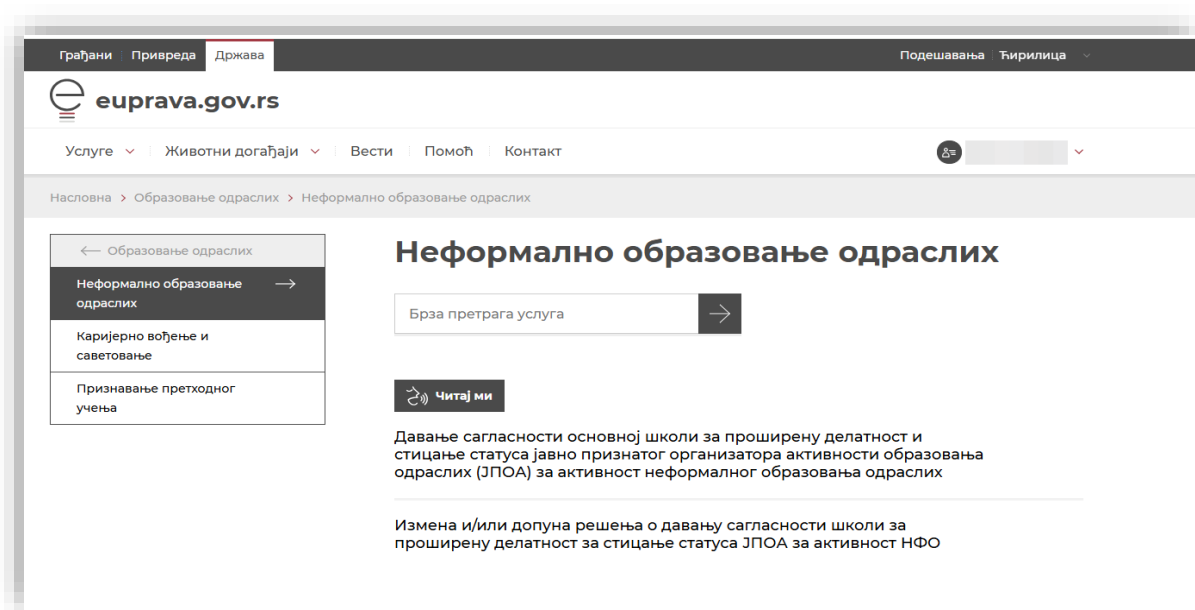 Грађани Привреда Држава Подешавања Ћирилица
euprava.gov.rs
Услуге Животни догађаји Вести Помоћ Контакт
Насловна > Образовање одраслих > Неформално образовање одраслих
← Образовање одраслих
Неформално образовање →
одраслих
Каријерно вођење и
саветовање
Признавање претходног
учења
Неформално образовање одраслих
Брза претрага услуга
Читај ми
Давање сагласности основној школи за проширену делатност и
стицање статуса јавно признатог организатора активности образовања
одраслих (ЈПОА) за активност неформалног образовања одраслих
Измена и/или допуна решења о давању сагласности школи за
проширену делатност за стицање статуса ЈПОА за активност НФО